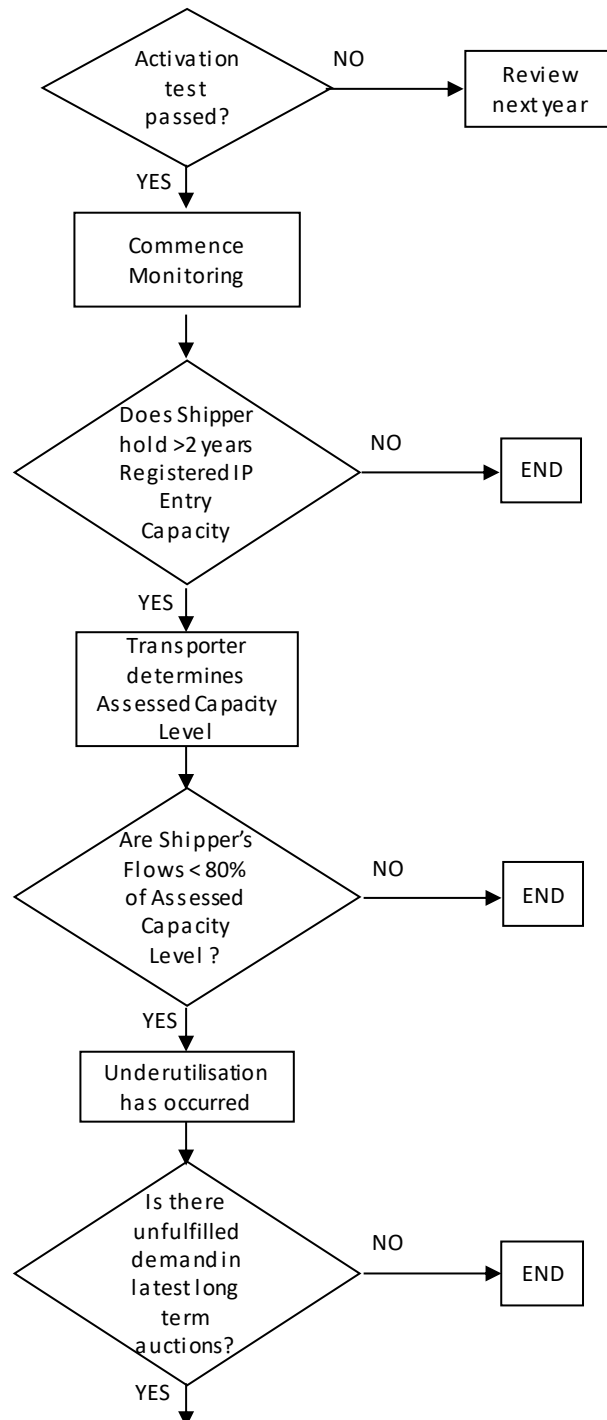 Activation
test
passed?
NO
Review
next year
YES
Commence
Monitoring
Does Shipper
hold >2 years
Registered IP
Entry
Capacity
NO
END
YES
Transporter
determines
Assessed Capacity
Level
Are Shipper’s
Flows < 80%
of Assessed
Capacity
Level ?
NO
END
YES
Underutilisation
has occurred
Is there
unfulfilled
demand in
latest long
term
auctions?
NO
END
YES